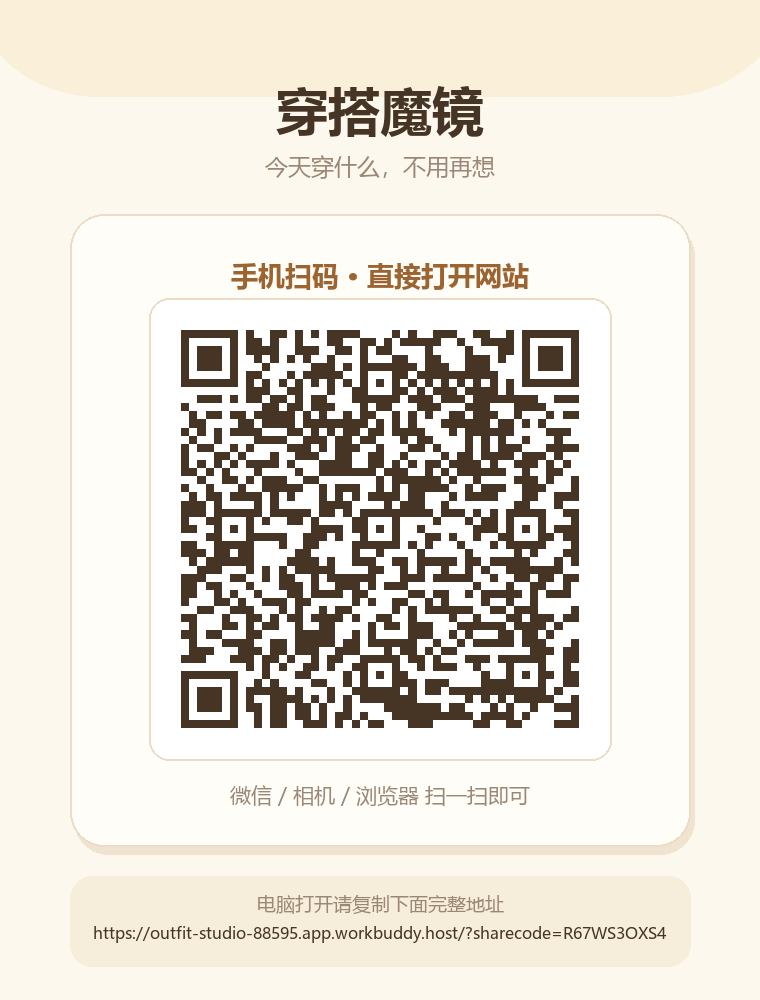 穿搭魔镜
今天穿什么，不用再想
手机扫码 · 直接打开网站
微信 / 相机 / 浏览器 扫一扫即可
电脑打开请复制下面完整地址
https://outfit-studio-88595.app.workbuddy.host/?sharecode=R67WS3OXS4